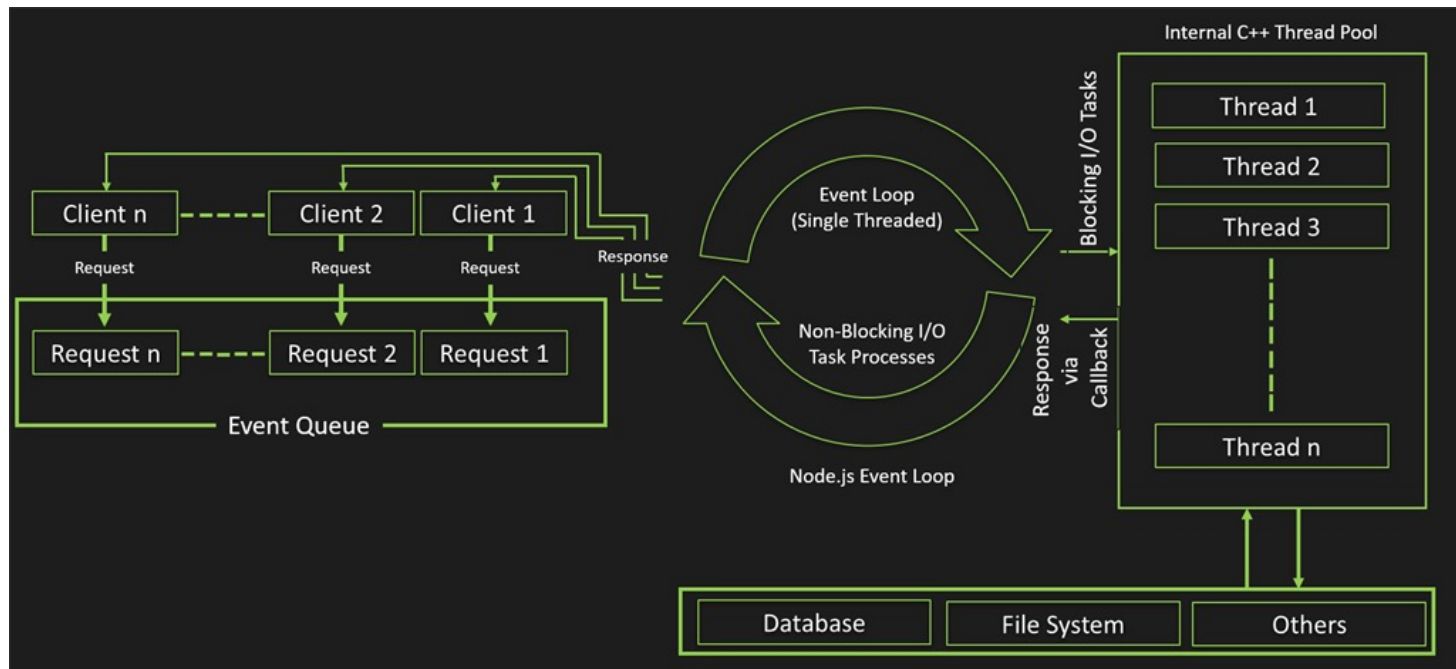 Internal C++ Thread Pool
Client n
Client 2
Client 1
Request
Request
Request
Request n
Request 2
Request 1
Event Queue
Response
Event Loop
(Single Threaded)
Non-Blocking I/O
Task Processes
Node.js Event Loop
Blocking I/O Tasks
Response
via
Callback
Thread 1
Thread 2
Thread 3
Thread n
Database
File System
Others